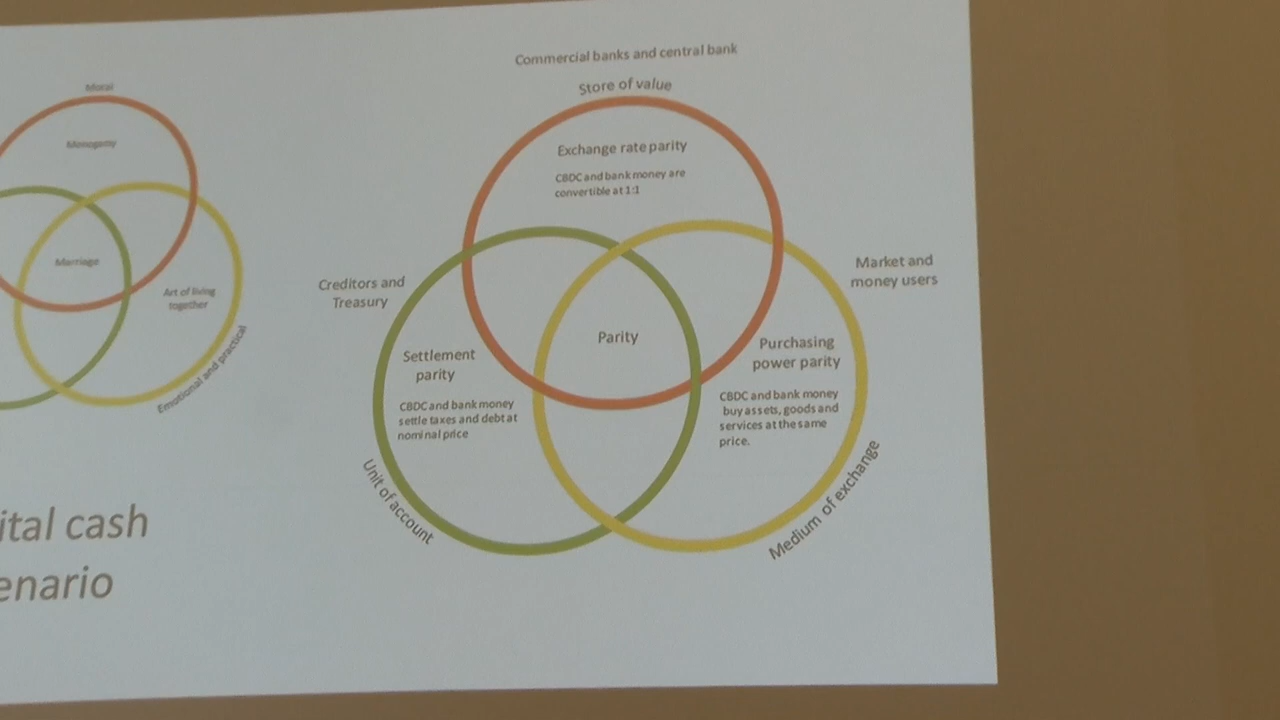 Moral
Monogamy
Marriage
Art of living
together
Emotional and practical
ital cash
enario
Commercial banks and central bank
Store of value
Exchange rate parity
CBDC and bank money are
convertible at 1:1
Creditors and
Treasury
Market and
money users
Parity
Settlement
parity
CBDC and bank money
settle taxes and debt at
nominal price
Purchasing
power parity
CBDC and bank money
buy assets, goods and
services at the same
price.
Unit of account
Medium of exchange